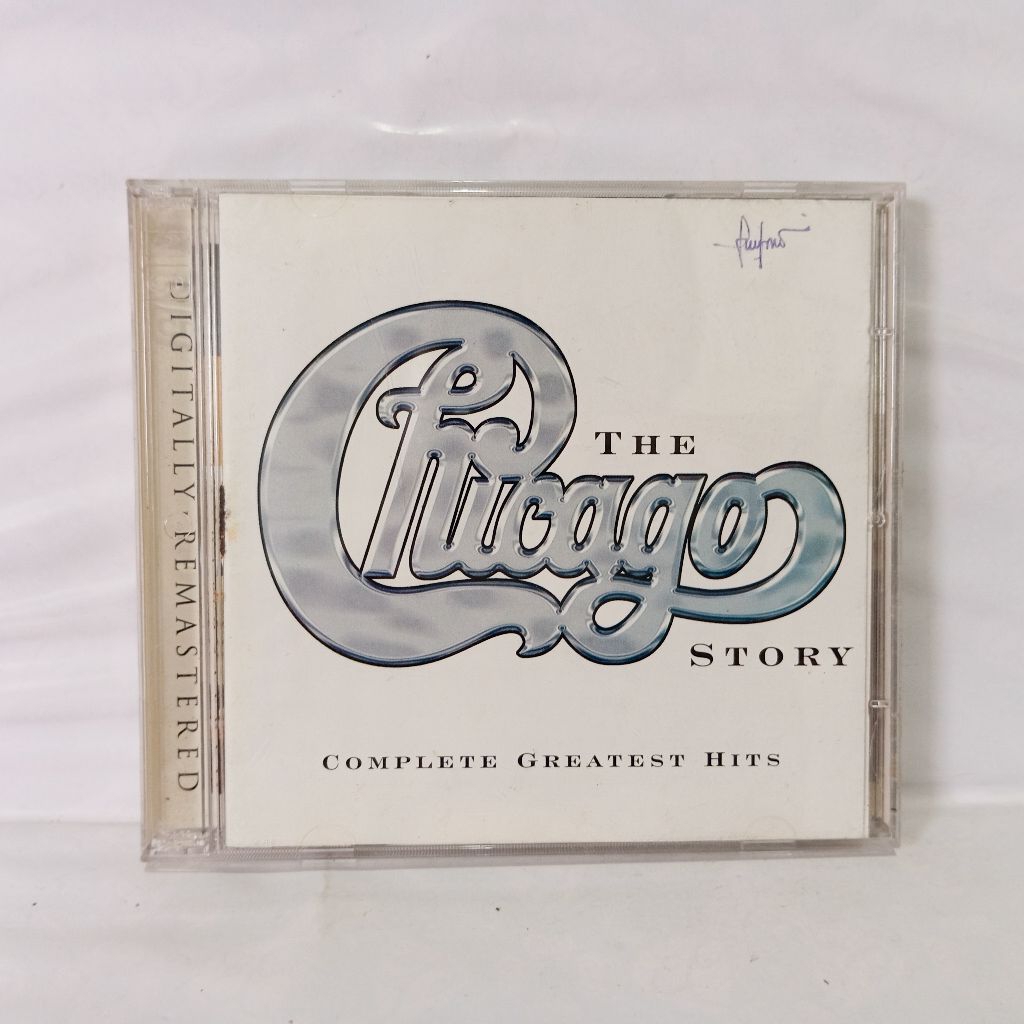 DIGITALLY·REMASTERED
THE
Chicago
STORY
COMPLETE GREATEST HITS